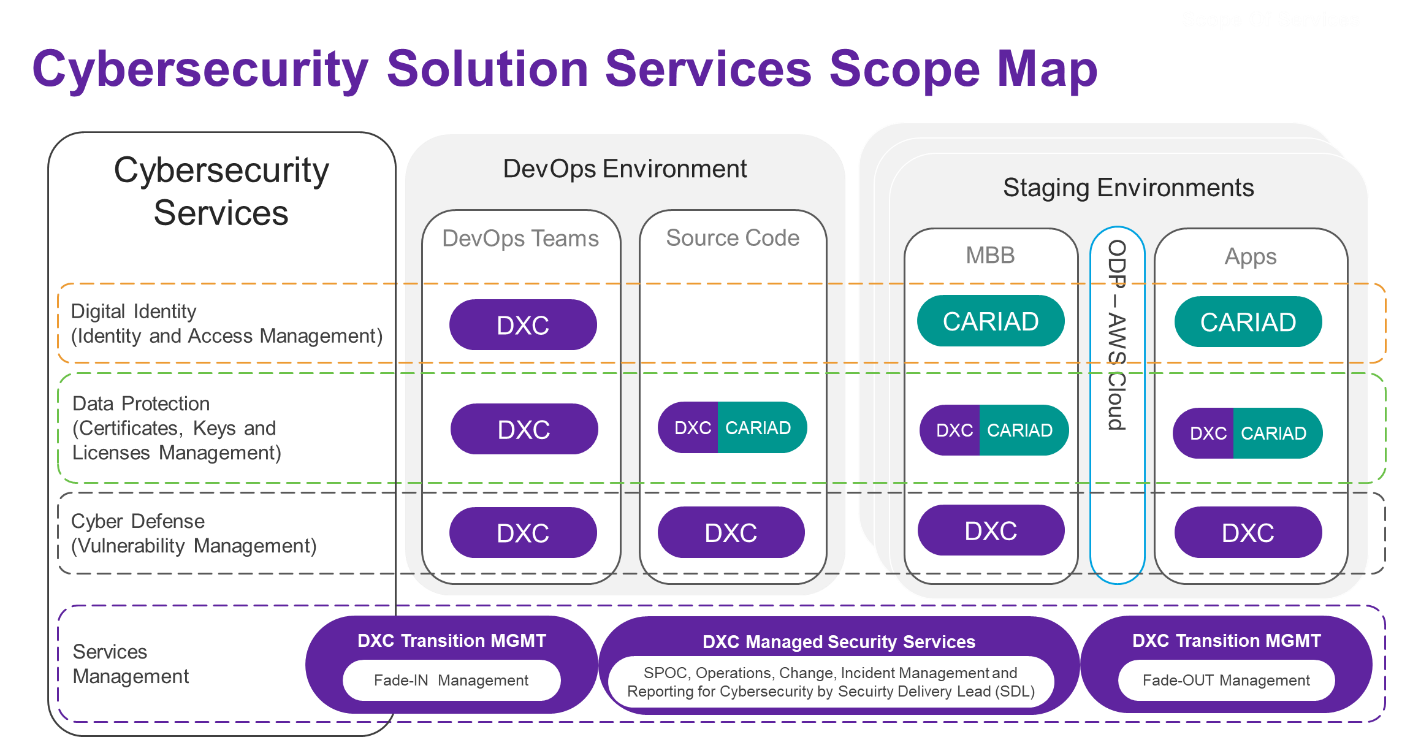 Cybersecurity Solution Services Scope Map
Cybersecurity
Services
DevOps Environment
DevOps Teams
Source Code
Staging Environments
MBB
ODP – AWS Cloud
Apps
Digital Identity
(Identity and Access Management)
DXC
CARIAD
CARIAD
Data Protection
(Certificates, Keys and
Licenses Management)
DXC
DXC CARIAD
DXC CARIAD
DXC CARIAD
Cyber Defense
(Vulnerability Management)
DXC
DXC
DXC
DXC
Services
Management
DXC Transition MGMT
Fade-IN Management
DXC Managed Security Services
SPOC, Operations, Change, Incident Management and
Reporting for Cybersecurity by Secuirty Delivery Lead (SDL)
DXC Transition MGMT
Fade-OUT Management